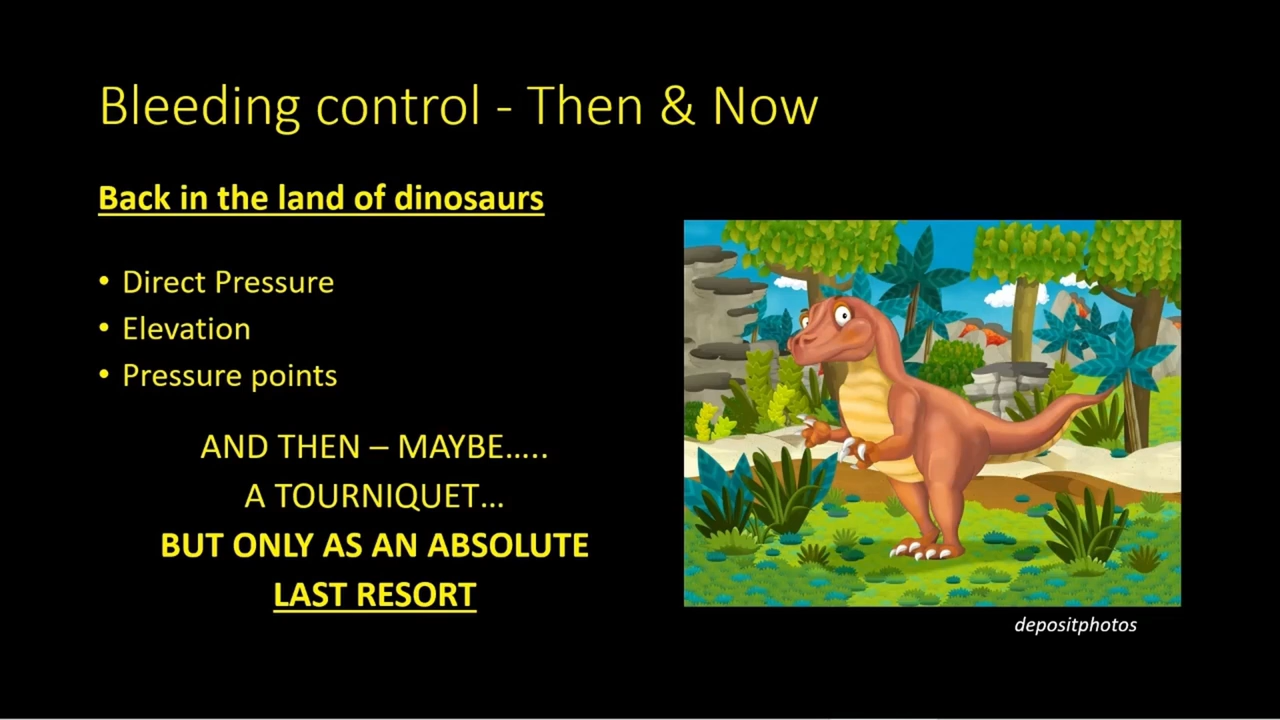 Bleeding control - Then & Now
Back in the land of dinosaurs
• Direct Pressure
• Elevation
• Pressure points
AND THEN – MAYBE…..
A TOURNIQUET…
BUT ONLY AS AN ABSOLUTE
LAST RESORT
depositphotos